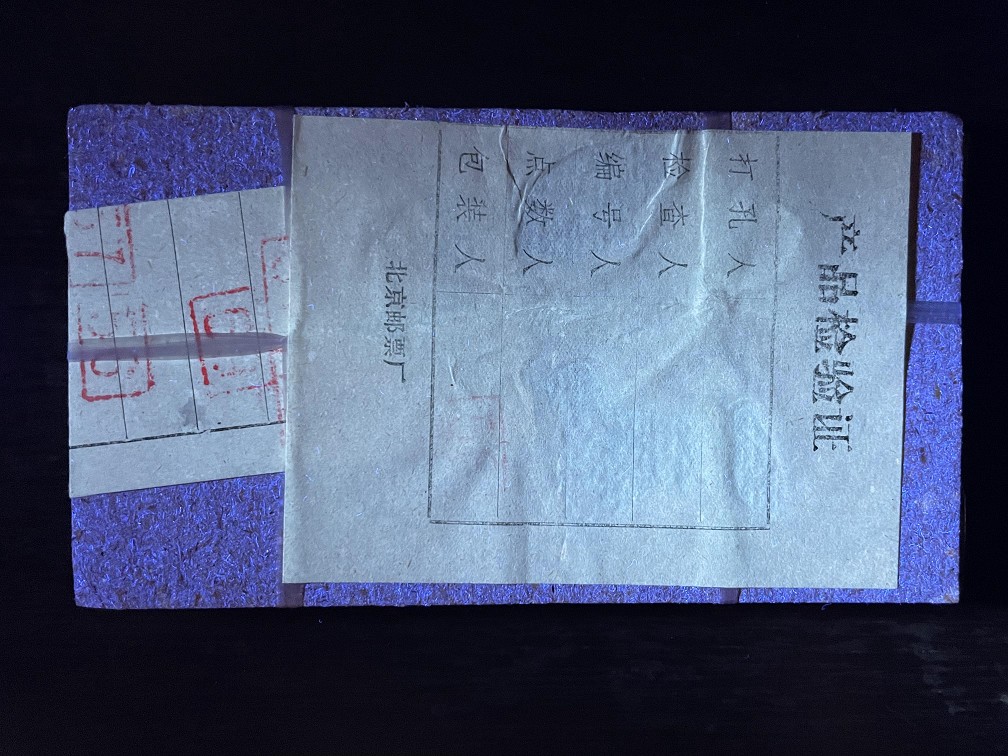 产品检验证
打孔人
检查人
编号人
点数人
包装人
北京邮票厂